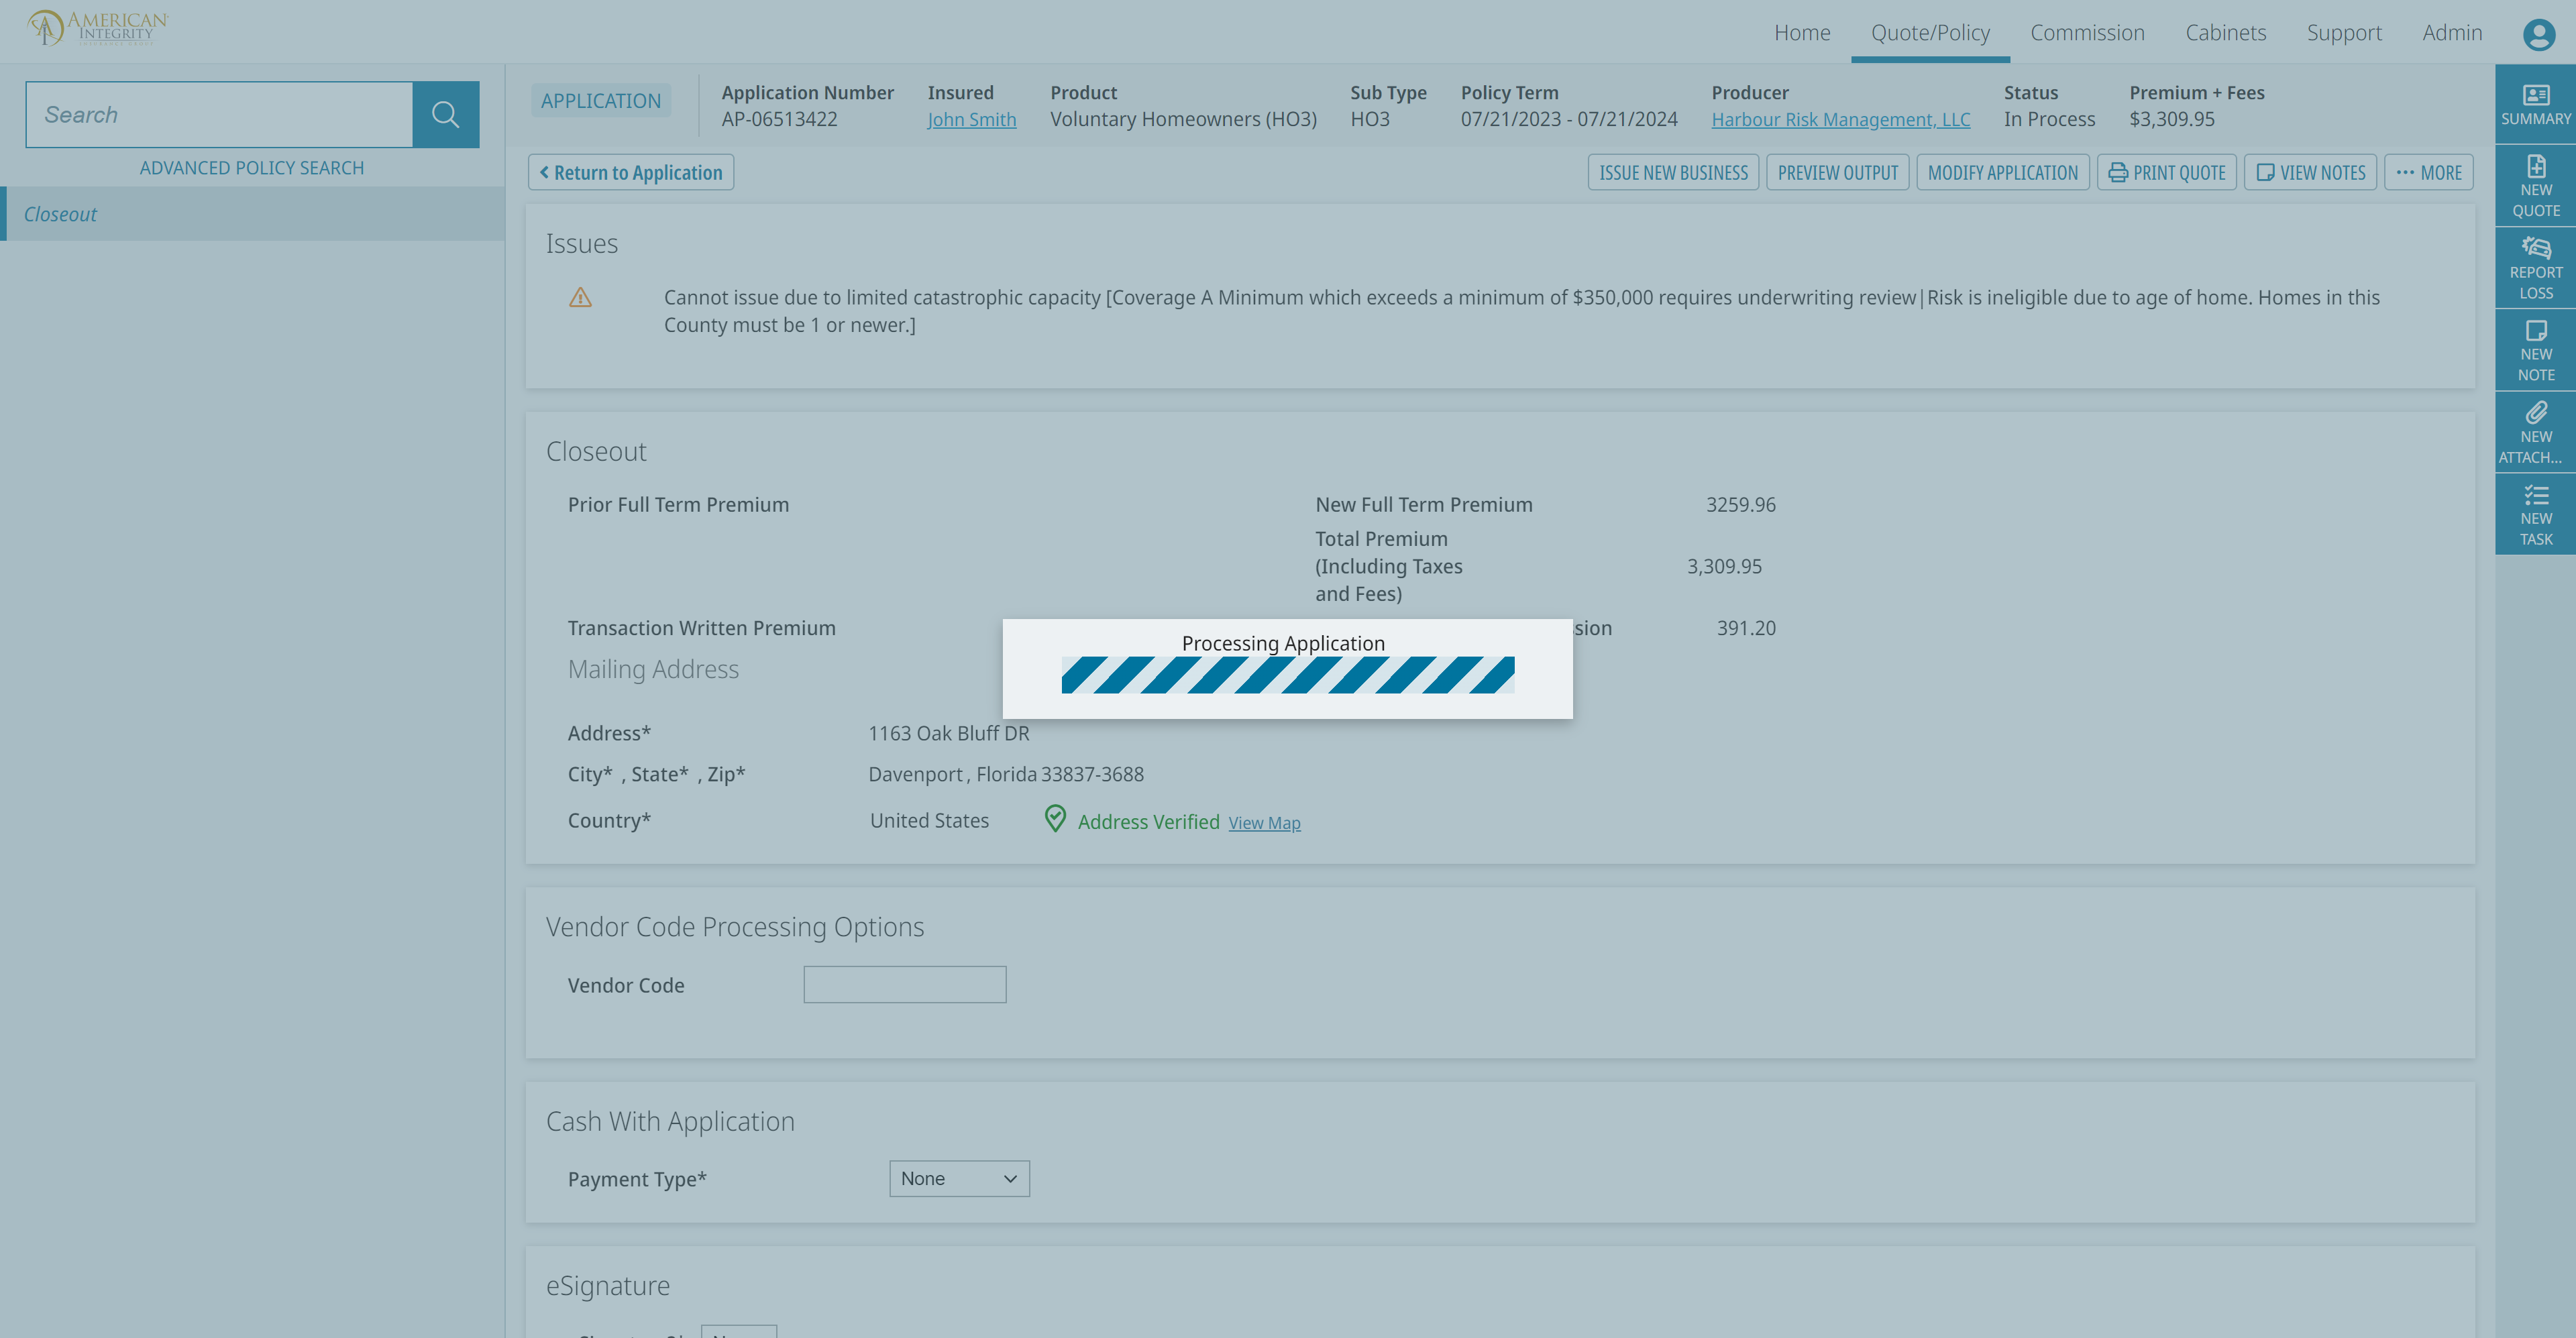 AMERICAN
INTEGRITY
Home
Quote/Policy
Commission
Cabinets
Support
Admin
Search
ADVANCED POLICY SEARCH
Closeout
APPLICATION
Application Number
AP-06513422
Insured
John Smith
Product
Voluntary Homeowners (HO3)
Sub Type
HO3
Policy Term
07/21/2023 - 07/21/2024
Producer
Harbour Risk Management, LLC
Status
In Process
Premium + Fees
$3,309.95
Return to Application
ISSUE NEW BUSINESS
PREVIEW OUTPUT
MODIFY APPLICATION
PRINT QUOTE
VIEW NOTES
MORE
SUMMARY
NEW
QUOTE
REPORT
LOSS
NEW
NOTE
NEW
ATTACH...
NEW
TASK
Issues
Cannot issue due to limited catastrophic capacity [Coverage A Minimum which exceeds a minimum of $350,000 requires underwriting review|Risk is ineligible due to age of home. Homes in this
County must be 1 or newer.]
Closeout
Prior Full Term Premium
New Full Term Premium 3259.96
Total Premium
(Including Taxes 3,309.95
and Fees)
Transaction Written Premium
sion 391.20
Processing Application
Mailing Address
Address* 1163 Oak Bluff DR
City* , State* , Zip* Davenport , Florida 33837-3688
Country* United States Address Verified View Map
Vendor Code Processing Options
Vendor Code
Cash With Application
Payment Type* None
eSignature